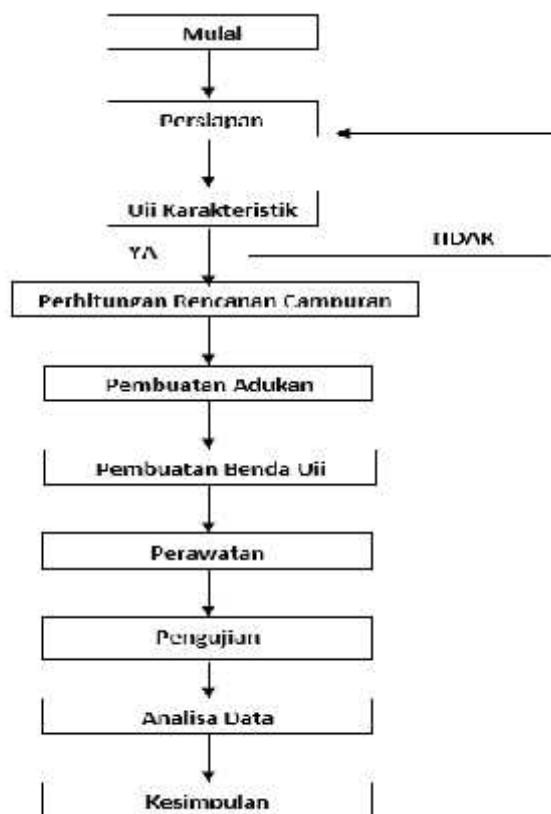 Mulai
Persiapan
Uji Karakteristik
YA
TIDAK
Perhitungan Rencanan Campuran
Pembuatan Adukan
Pembuatan Benda Uji
Perawatan
Pengujian
Analisa Data
Kesimpulan